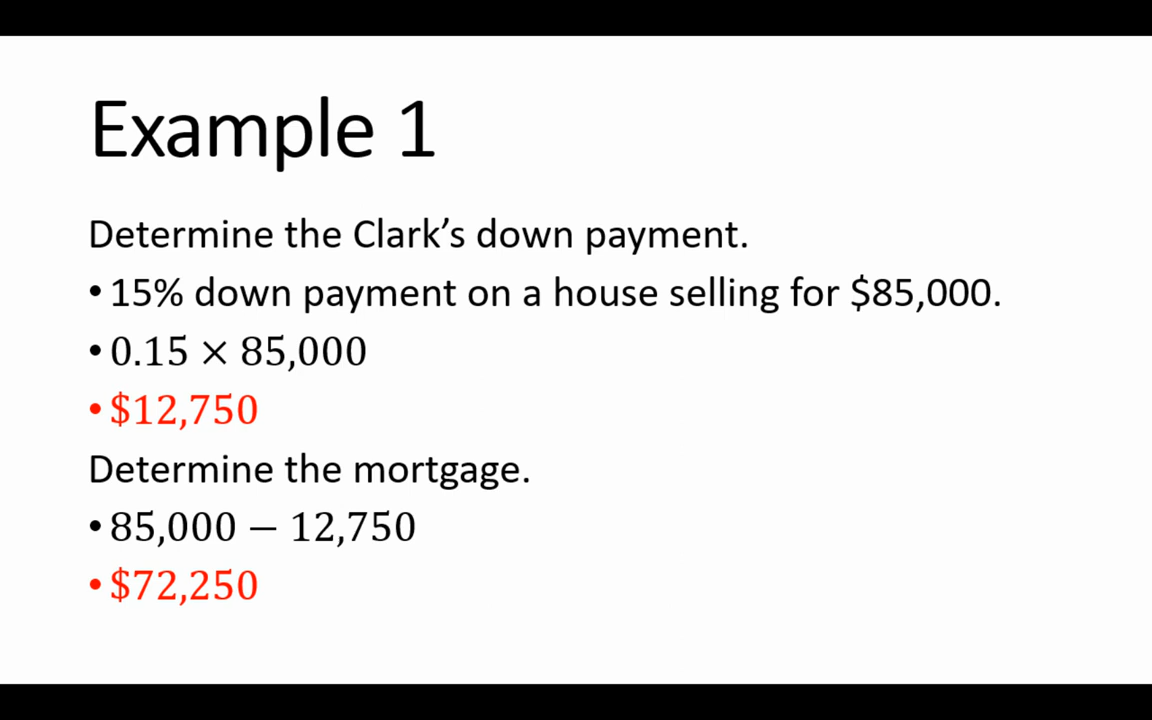 Example 1
Determine the Clark’s down payment.
• 15% down payment on a house selling for $85,000.
• 0.15 × 85,000
• $12,750
Determine the mortgage.
• 85,000 − 12,750
• $72,250